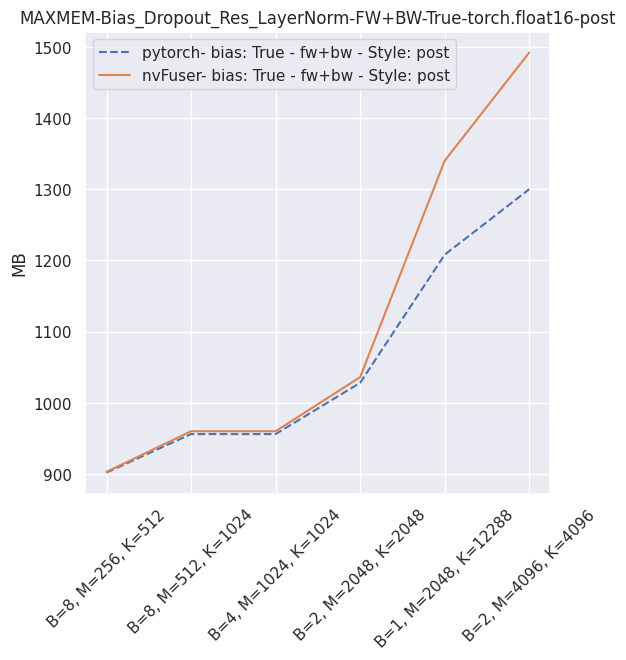 MAXMEM-Bias_Dropout_Res_LayerNorm-FW+BW-True-torch.float16-post
pytorch- bias: True - fw+bw - Style: post
nvFuser- bias: True - fw+bw - Style: post
1500
1400
1300
1200
1100
1000
900
MB
B=8, M=256, K=512
B=8, M=512, K=1024
B=4, M=1024, K=1024
B=2, M=2048, K=2048
B=1, M=2048, K=12288
B=2, M=4096, K=4096